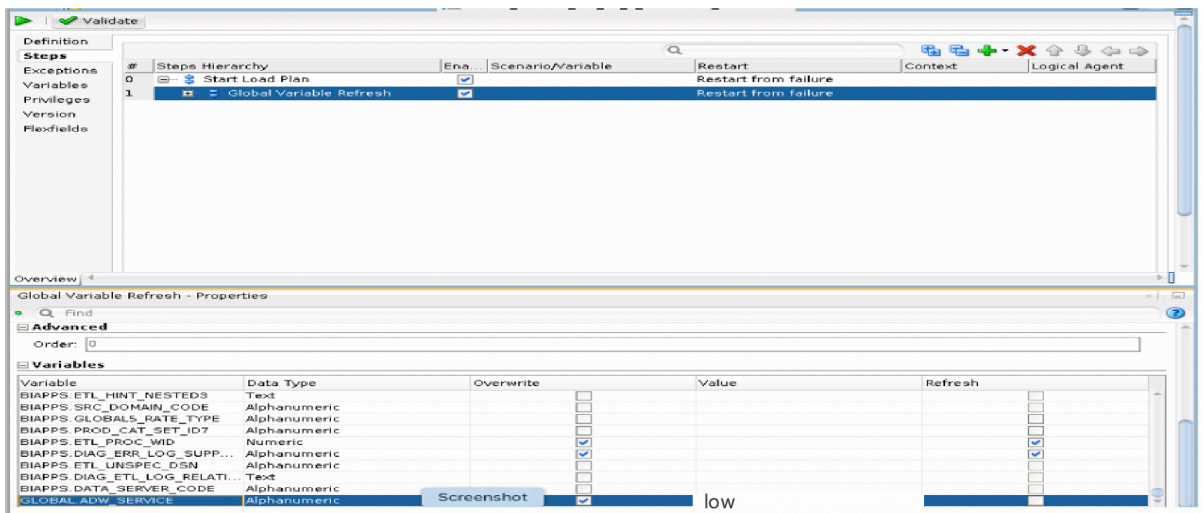 Validate
Definition
Steps
Exceptions
Variables
Privileges
Version
Flexfields
# Steps Hierarchy Ena... Scenario/Variable Restart Context Logical Agent
0 Start Load Plan Restart from failure
1 Global Variable Refresh Restart from failure
Overview
Global Variable Refresh - Properties
Find
Advanced
Order: 0
Variables
Variable Data Type Overwrite Value Refresh
BIAPPS.ETL_HINT_NESTED3 Text
BIAPPS.SRC_DOMAIN_CODE Alphanumeric
BIAPPS.GLOBAL5_RATE_TYPE Alphanumeric
BIAPPS.PROD_CAT_SET_ID7 Alphanumeric
BIAPPS.ETL_PROC_WID Numeric
BIAPPS.DIAG_ERR_LOG_SUPP... Alphanumeric
BIAPPS.ETL_UNSPEC_DSN Alphanumeric
BIAPPS.DIAG_ETL_LOG_RELATI... Text
BIAPPS.DATA_SERVER_CODE Alphanumeric
GLOBAL.ADW_SERVICE Alphanumeric Screenshot low